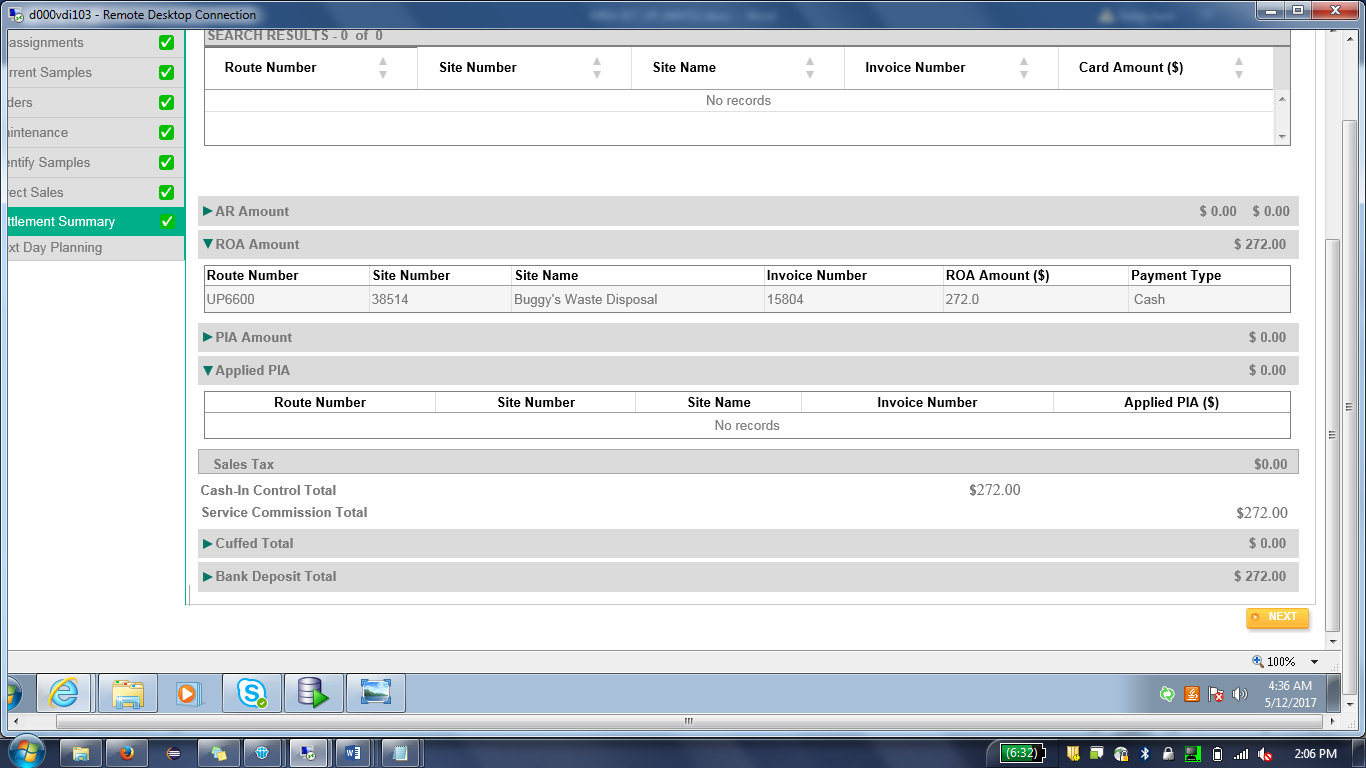 d000vdi103 - Remote Desktop Connection
assignments
rrent Samples
ders
intenance
entify Samples
rect Sales
ttlement Summary
xt Day Planning
SEARCH RESULTS - 0 of 0
Route Number Site Number Site Name Invoice Number Card Amount ($)
No records
AR Amount $ 0.00 $ 0.00
ROA Amount $ 272.00
Route Number Site Number Site Name Invoice Number ROA Amount ($) Payment Type
UP6600 38514 Buggy's Waste Disposal 15804 272.0 Cash
PIA Amount $ 0.00
Applied PIA $ 0.00
Route Number Site Number Site Name Invoice Number Applied PIA ($)
No records
Sales Tax $0.00
Cash-In Control Total $272.00
Service Commission Total $272.00
Cuffed Total $ 0.00
Bank Deposit Total $ 272.00
NEXT
100%
4:36 AM
5/12/2017
(6:32)
2:06 PM